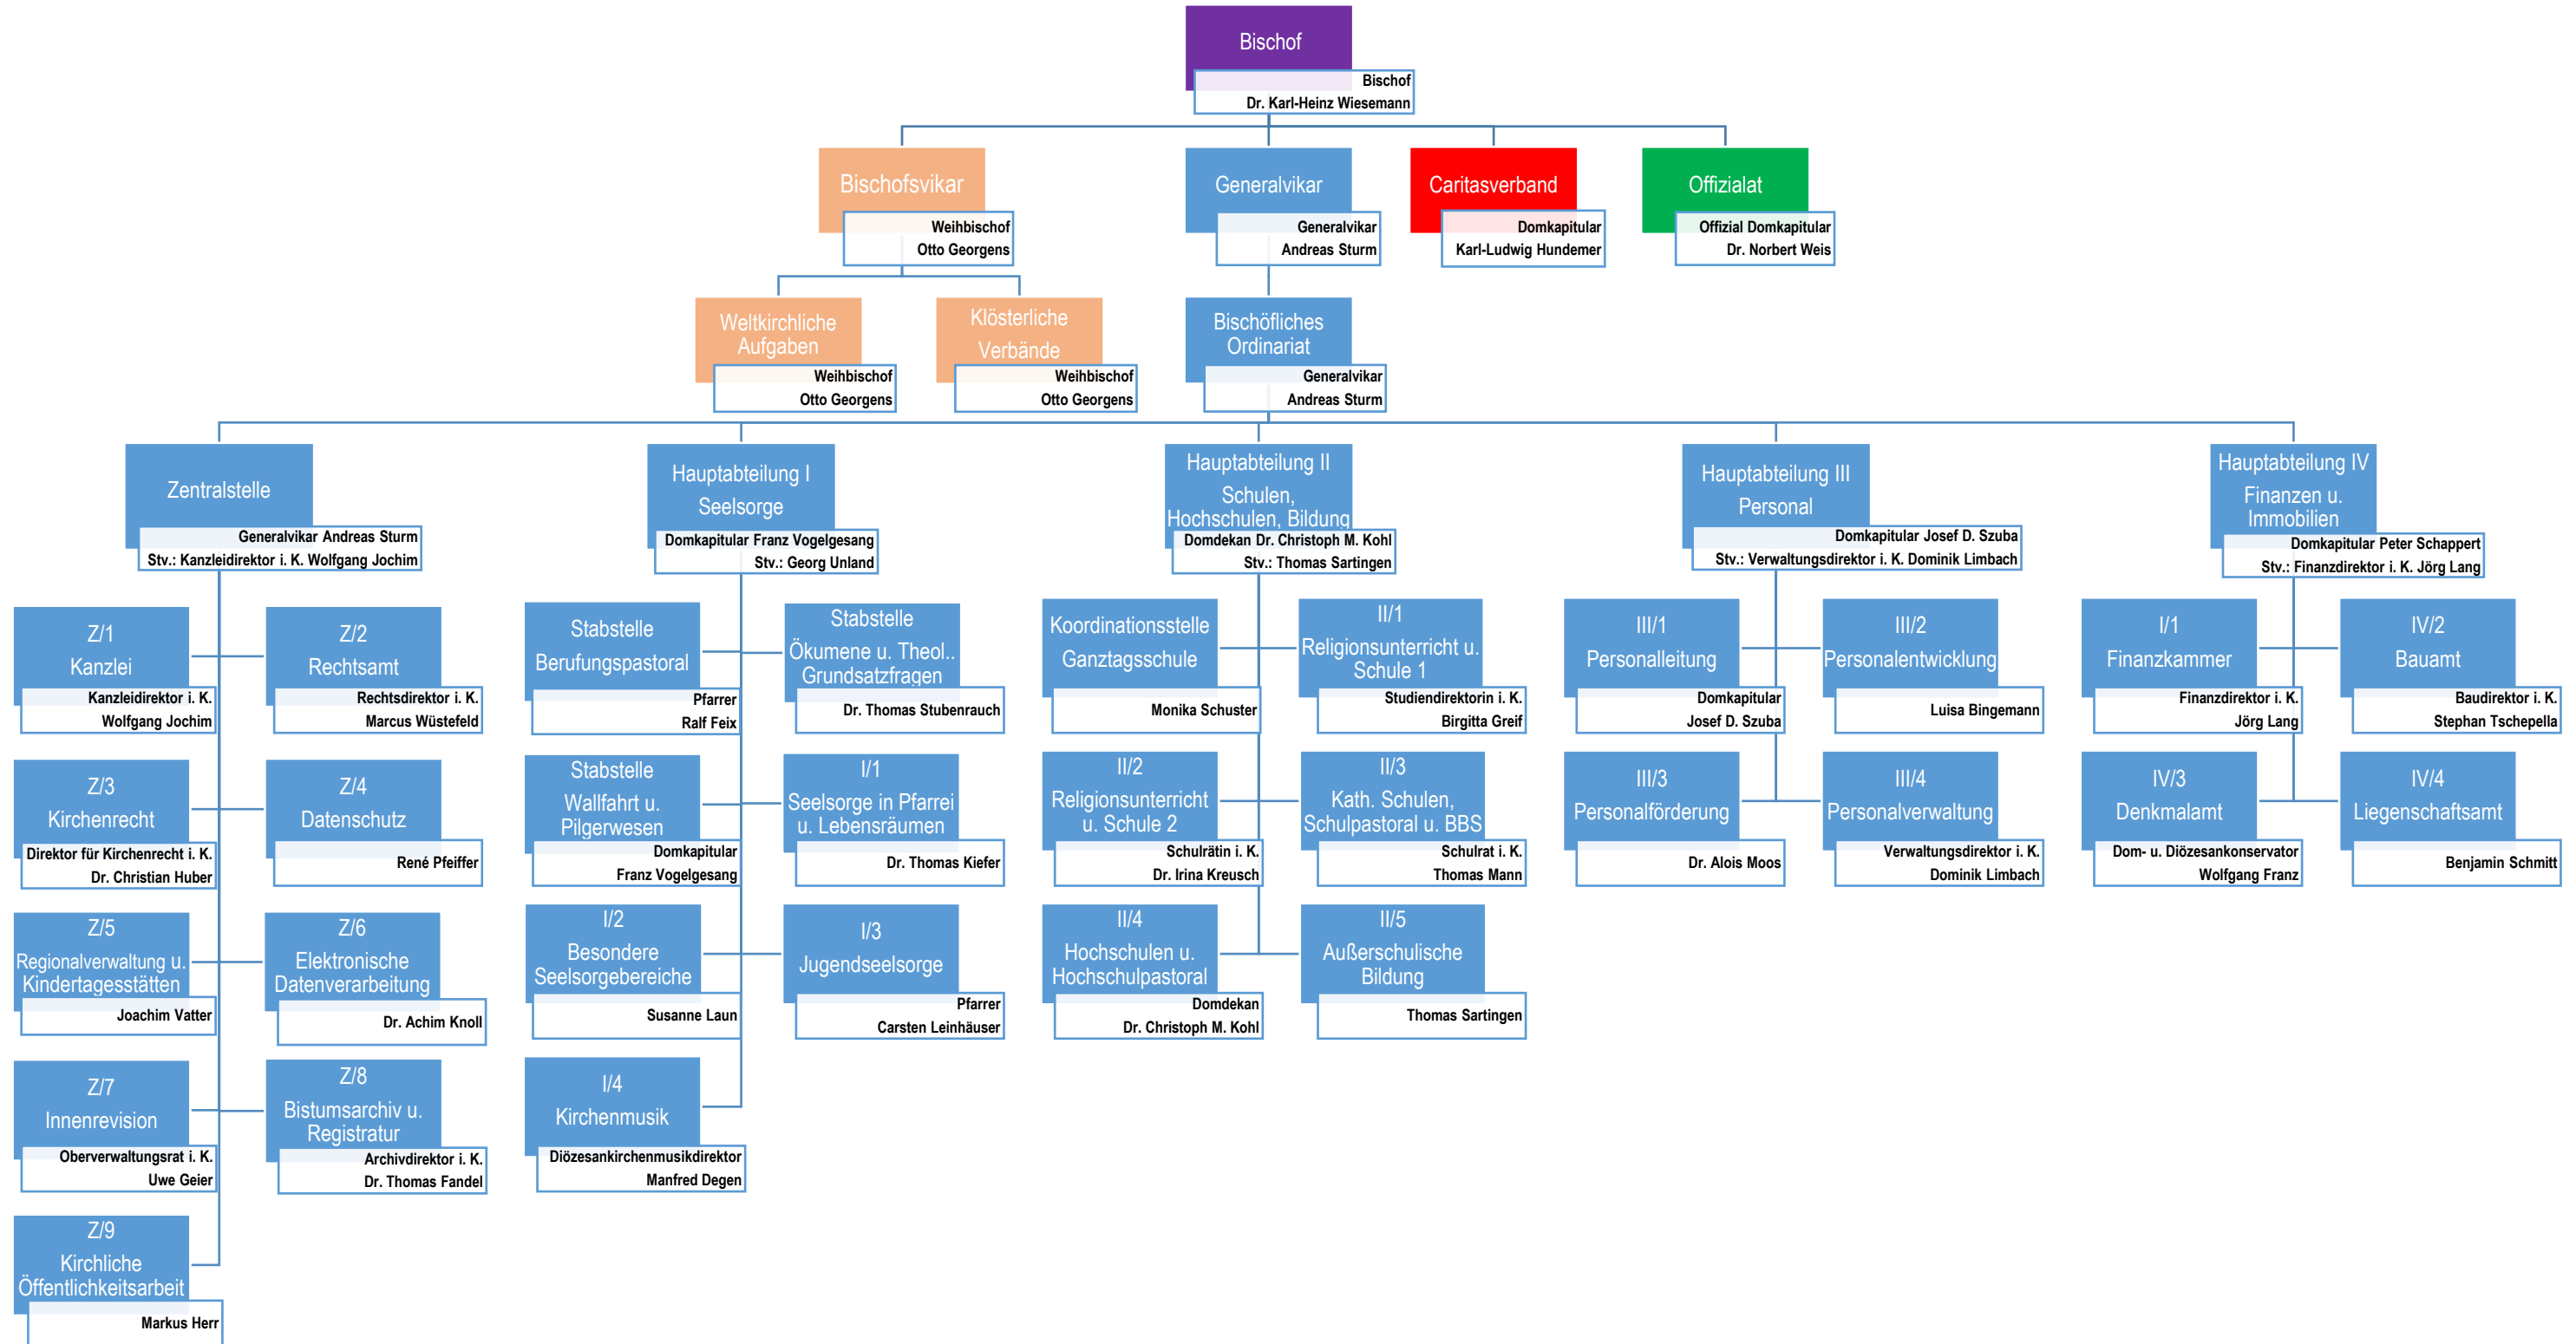 Bischof
Bischof
Dr. Karl-Heinz Wiesemann
Bischofsvikar
Weihbischof
Otto Georgens
Generalvikar
Generalvikar
Andreas Sturm
Caritasverband
Domkapitular
Karl-Ludwig Hundemer
Offizialat
Offizial Domkapitular
Dr. Norbert Weis
Weltkirchliche
Aufgaben
Weihbischof
Otto Georgens
Klösterliche
Verbände
Weihbischof
Otto Georgens
Bischöfliches
Ordinariat
Generalvikar
Andreas Sturm
Zentralstelle
Generalvikar Andreas Sturm
Stv.: Kanzleidirektor i. K. Wolfgang Jochim
Hauptabteilung I
Seelsorge
Domkapitular Franz Vogelgesang
Stv.: Georg Unland
Hauptabteilung II
Schulen,
Hochschulen, Bildung
Domdekan Dr. Christoph M. Kohl
Stv.: Thomas Sartingen
Hauptabteilung III
Personal
Domkapitular Josef D. Szuba
Stv.: Verwaltungsdirektor i. K. Dominik Limbach
Hauptabteilung IV
Finanzen u.
Immobilien
Domkapitular Peter Schappert
Stv.: Finanzdirektor i. K. Jörg Lang
Z/1
Kanzlei
Kanzleidirektor i. K.
Wolfgang Jochim
Z/2
Rechtsamt
Rechtsdirektor i. K.
Marcus Wüstefeld
Z/3
Kirchenrecht
Direktor für Kirchenrecht i. K.
Dr. Christian Huber
Z/4
Datenschutz
René Pfeiffer
Z/5
Regionalverwaltung u.
Kindertagesstätten
Joachim Vatter
Z/6
Elektronische
Datenverarbeitung
Dr. Achim Knoll
Z/7
Innenrevision
Oberverwaltungsrat i. K.
Uwe Geier
Z/8
Bistumsarchiv u.
Registratur
Archivdirektor i. K.
Dr. Thomas Fandel
Z/9
Kirchliche
Öffentlichkeitsarbeit
Markus Herr
Stabstelle
Berufungspastoral
Pfarrer
Ralf Feix
Stabstelle
Ökumene u. Theol..
Grundsatzfragen
Dr. Thomas Stubenrauch
Stabstelle
Wallfahrt u.
Pilgerwesen
Domkapitular
Franz Vogelgesang
I/1
Seelsorge in Pfarrei
u. Lebensräumen
Dr. Thomas Kiefer
I/2
Besondere
Seelsorgebereiche
Susanne Laun
I/3
Jugendseelsorge
Pfarrer
Carsten Leinhäuser
I/4
Kirchenmusik
Diözesankirchenmusikdirektor
Manfred Degen
Koordinationsstelle
Ganztagsschule
Monika Schuster
II/1
Religionsunterricht u.
Schule 1
Studiendirektorin i. K.
Birgitta Greif
II/2
Religionsunterricht
u. Schule 2
Schulrätin i. K.
Dr. Irina Kreusch
II/3
Kath. Schulen,
Schulpastoral u. BBS
Schulrat i. K.
Thomas Mann
II/4
Hochschulen u.
Hochschulpastoral
Domdekan
Dr. Christoph M. Kohl
II/5
Außerschulische
Bildung
Thomas Sartingen
III/1
Personalleitung
Domkapitular
Josef D. Szuba
III/2
Personalentwicklung
Luisa Bingemann
III/3
Personalförderung
Dr. Alois Moos
III/4
Personalverwaltung
Verwaltungsdirektor i. K.
Dominik Limbach
I/1
Finanzkammer
Finanzdirektor i. K.
Jörg Lang
IV/2
Bauamt
Baudirektor i. K.
Stephan Tschepella
IV/3
Denkmalamt
Dom- u. Diözesankonservator
Wolfgang Franz
IV/4
Liegenschaftsamt
Benjamin Schmitt